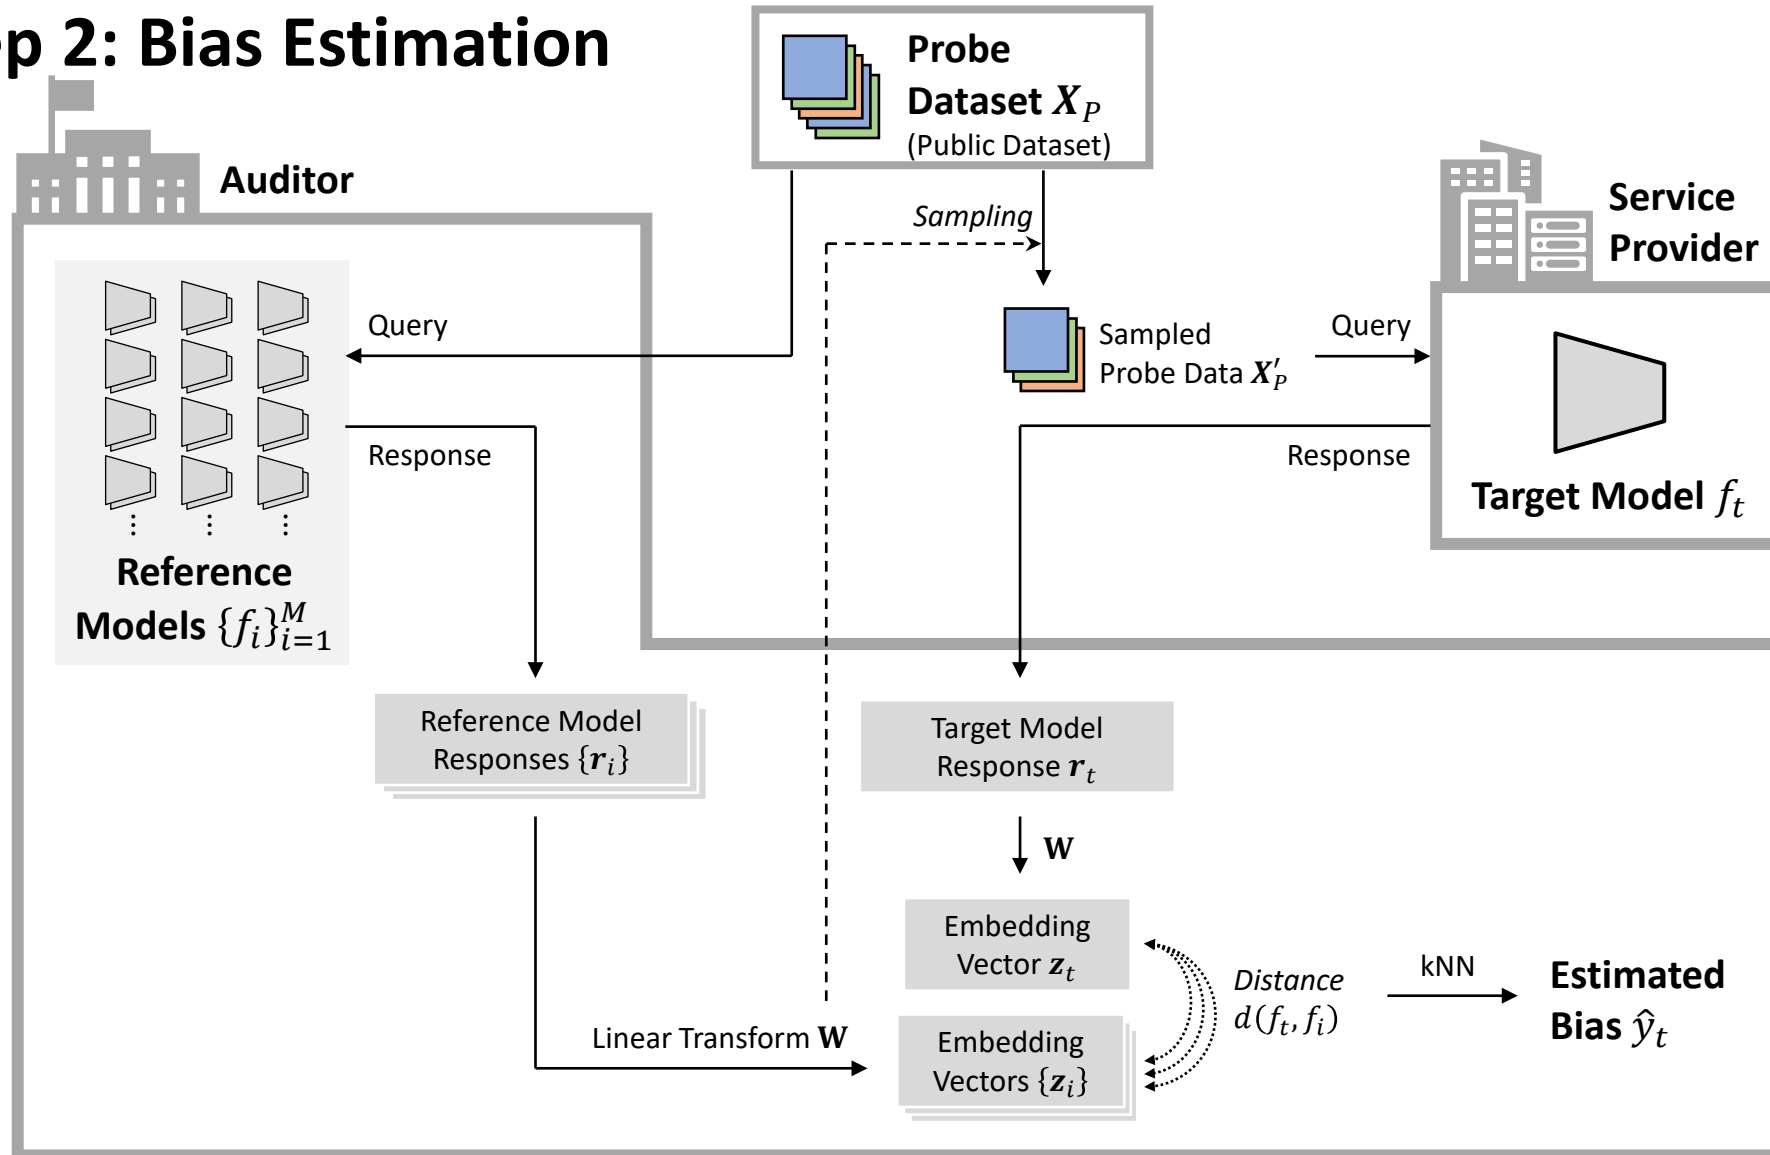 p 2: Bias Estimation
Probe
Dataset X_P
(Public Dataset)
Auditor
Service
Provider
Sampling
Query
Sampled
Probe Data X′_P
Query
Response
Response
Target Model f_t
Reference
Models {f_i}_{i=1}^M
Reference Model
Responses {r_i}
Target Model
Response r_t
W
Embedding
Vector z_t
Distance
d(f_t, f_i)
kNN
Estimated
Bias ŷ_t
Linear Transform W
Embedding
Vectors {z_i}